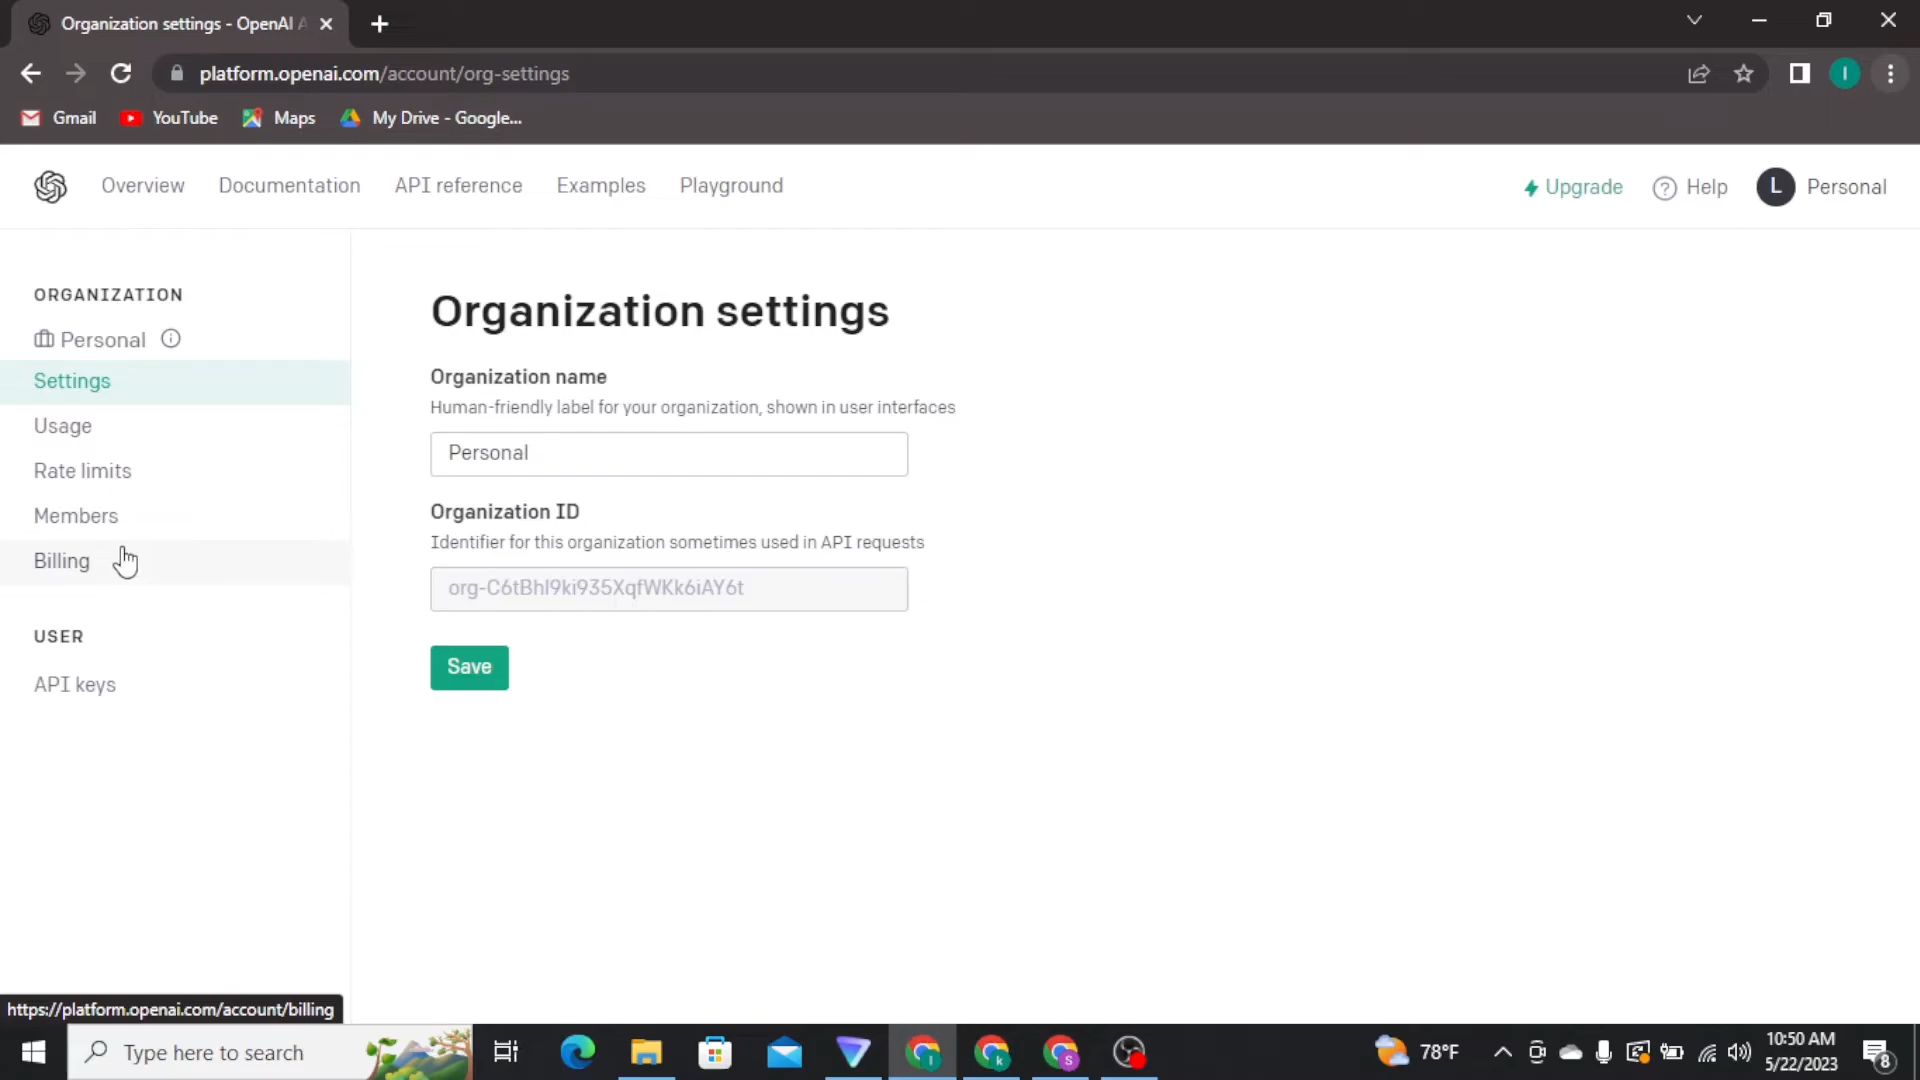 Organization settings - OpenAI A
platform.openai.com/account/org-settings
I
Gmail
YouTube
Maps
My Drive - Google...
Overview
Documentation
API reference
Examples
Playground
Upgrade
Help
L
Personal
ORGANIZATION
Personal
Settings
Usage
Rate limits
Members
Billing
USER
API keys
Organization settings
Organization name
Human-friendly label for your organization, shown in user interfaces
Personal
Organization ID
Identifier for this organization sometimes used in API requests
org-C6tBhI9ki935XqfWKk6iAY6t
Save
https://platform.openai.com/account/billing
Type here to search
I
k
S
78°F
10:50 AM
5/22/2023
8